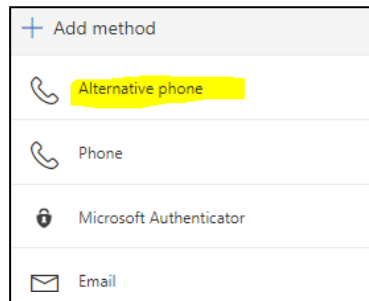 Add method
Alternative phone
Phone
Microsoft Authenticator
Email